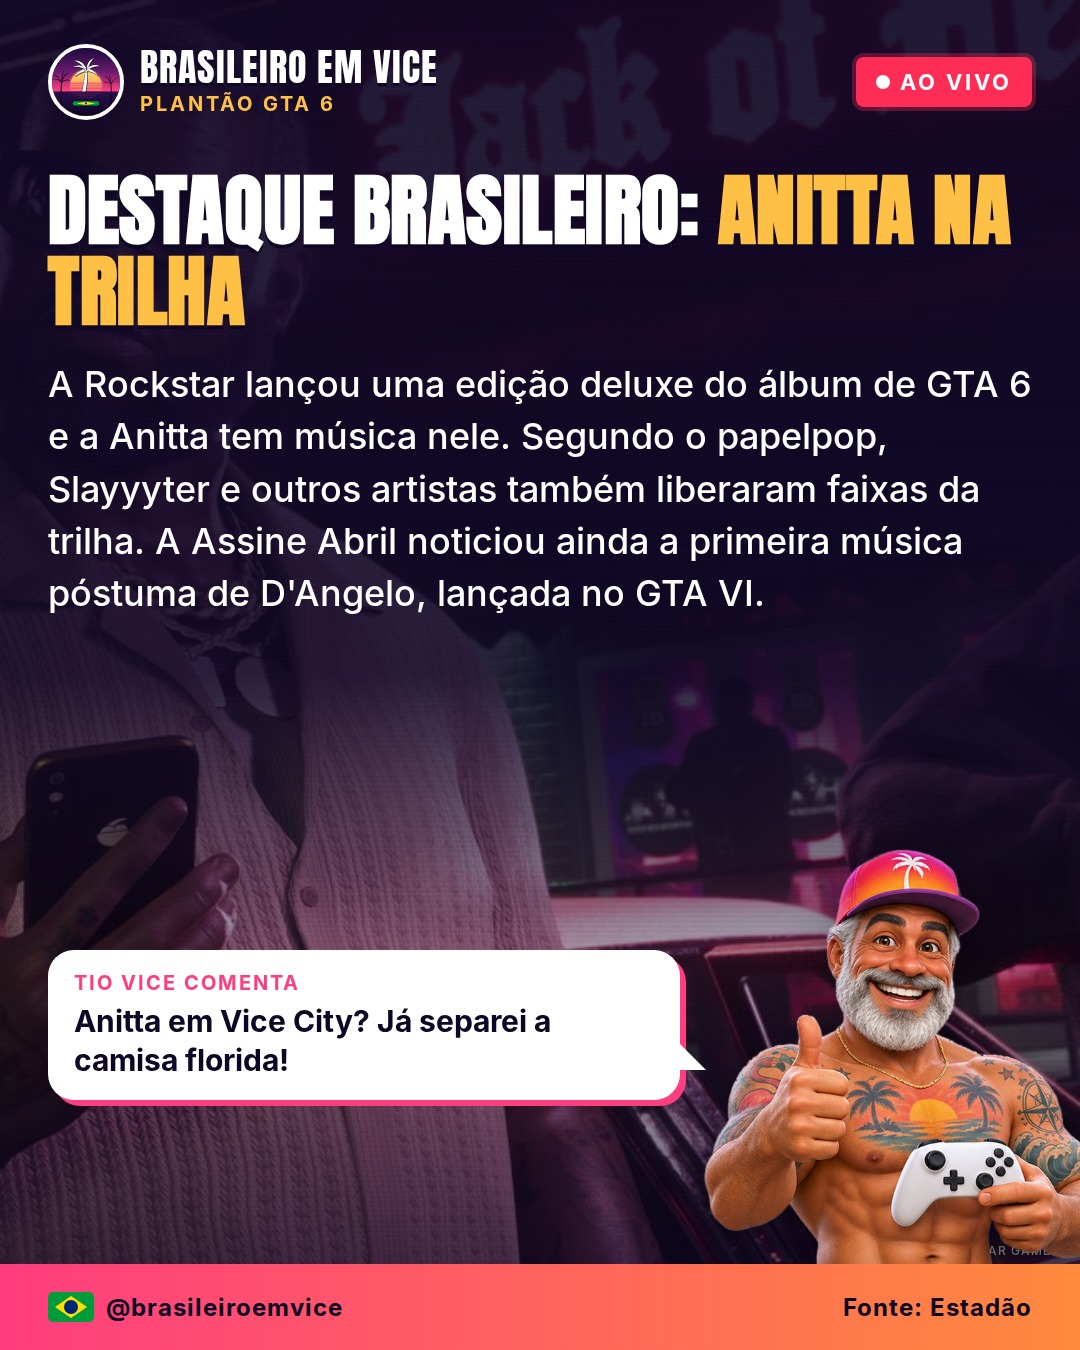 BRASILEIRO EM VICE
PLANTÃO GTA 6
AO VIVO
Jack of
DESTAQUE BRASILEIRO: ANITTA NA
TRILHA
A Rockstar lançou uma edição deluxe do álbum de GTA 6
e a Anitta tem música nele. Segundo o papelpop,
Slayyyter e outros artistas também liberaram faixas da
trilha. A Assine Abril noticiou ainda a primeira música
póstuma de D'Angelo, lançada no GTA VI.
TIO VICE COMENTA
Anitta em Vice City? Já separei a
camisa florida!
@brasileiroemvice
Fonte: Estadão